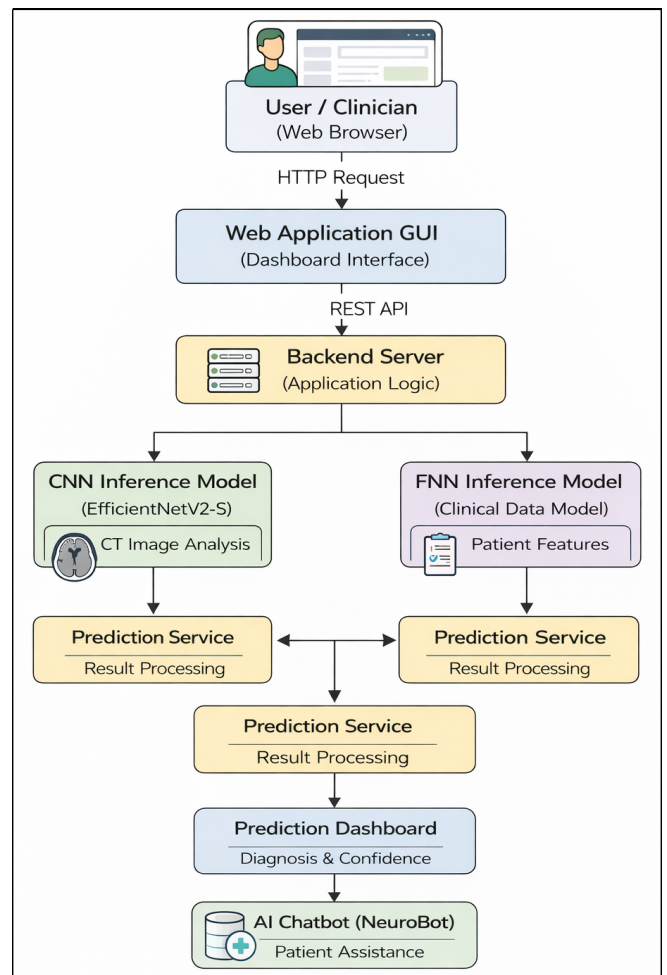 User / Clinician
(Web Browser)
HTTP Request
Web Application GUI
(Dashboard Interface)
REST API
Backend Server
(Application Logic)
CNN Inference Model
(EfficientNetV2-S)
CT Image Analysis
FNN Inference Model
(Clinical Data Model)
Patient Features
Prediction Service
Result Processing
Prediction Service
Result Processing
Prediction Service
Result Processing
Prediction Dashboard
Diagnosis & Confidence
AI Chatbot (NeuroBot)
Patient Assistance